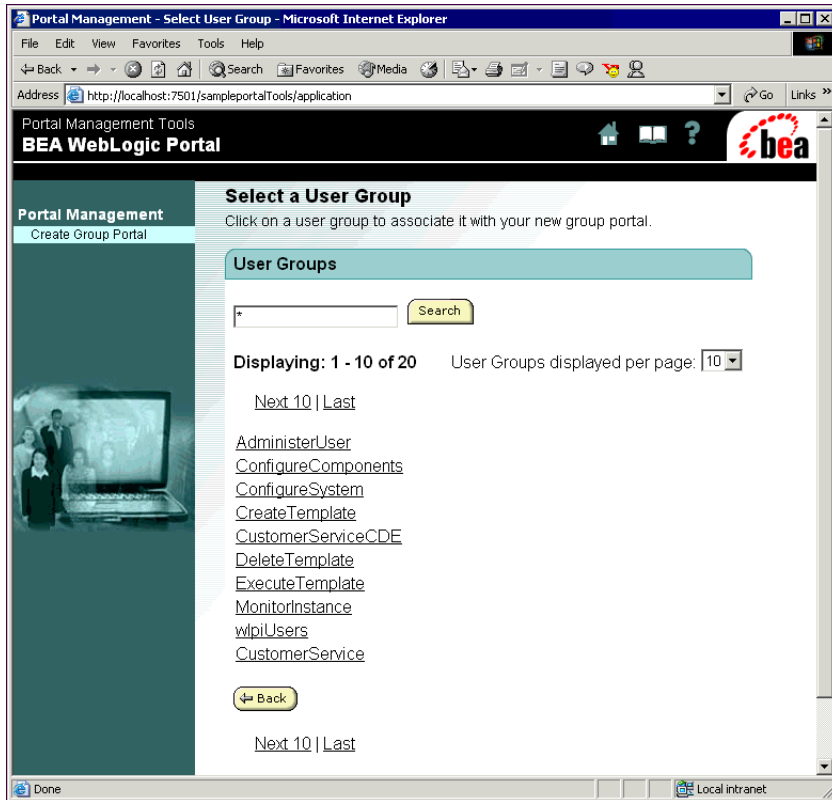 Portal Management - Select User Group - Microsoft Internet Explorer
File Edit View Favorites Tools Help
Back Search Favorites Media
Address http://localhost:7501/sampleportalTools/application Go Links »
Portal Management Tools
BEA WebLogic Portal
? bea
Portal Management
Create Group Portal
Select a User Group
Click on a user group to associate it with your new group portal.
User Groups
* Search
Displaying: 1 - 10 of 20 User Groups displayed per page: 10
Next 10 | Last
AdministerUser
ConfigureComponents
ConfigureSystem
CreateTemplate
CustomerServiceCDE
DeleteTemplate
ExecuteTemplate
MonitorInstance
wlpiUsers
CustomerService
Back
Next 10 | Last
Done Local intranet